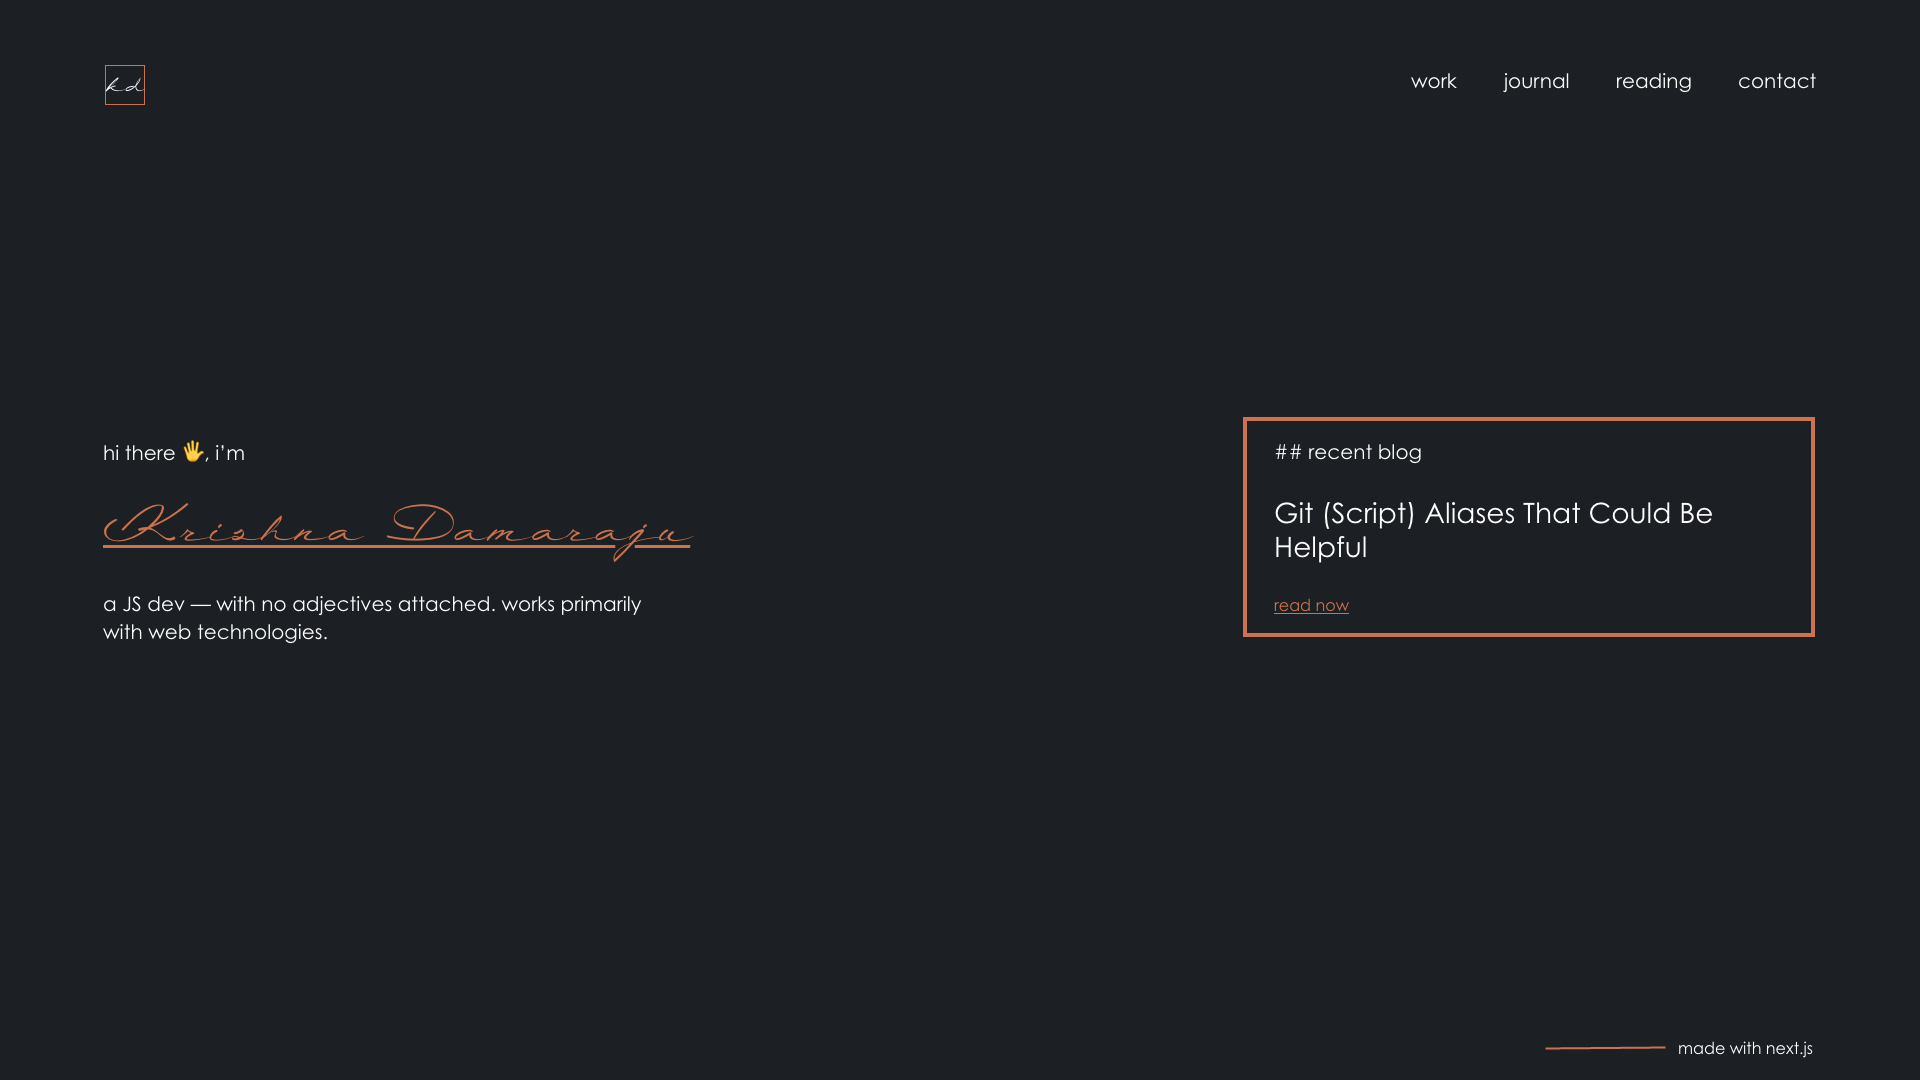 kd
work journal reading contact
hi there 🖐, i'm
Krishna Damaraju
a JS dev — with no adjectives attached. works primarily
with web technologies.
## recent blog
Git (Script) Aliases That Could Be
Helpful
read now
made with next.js